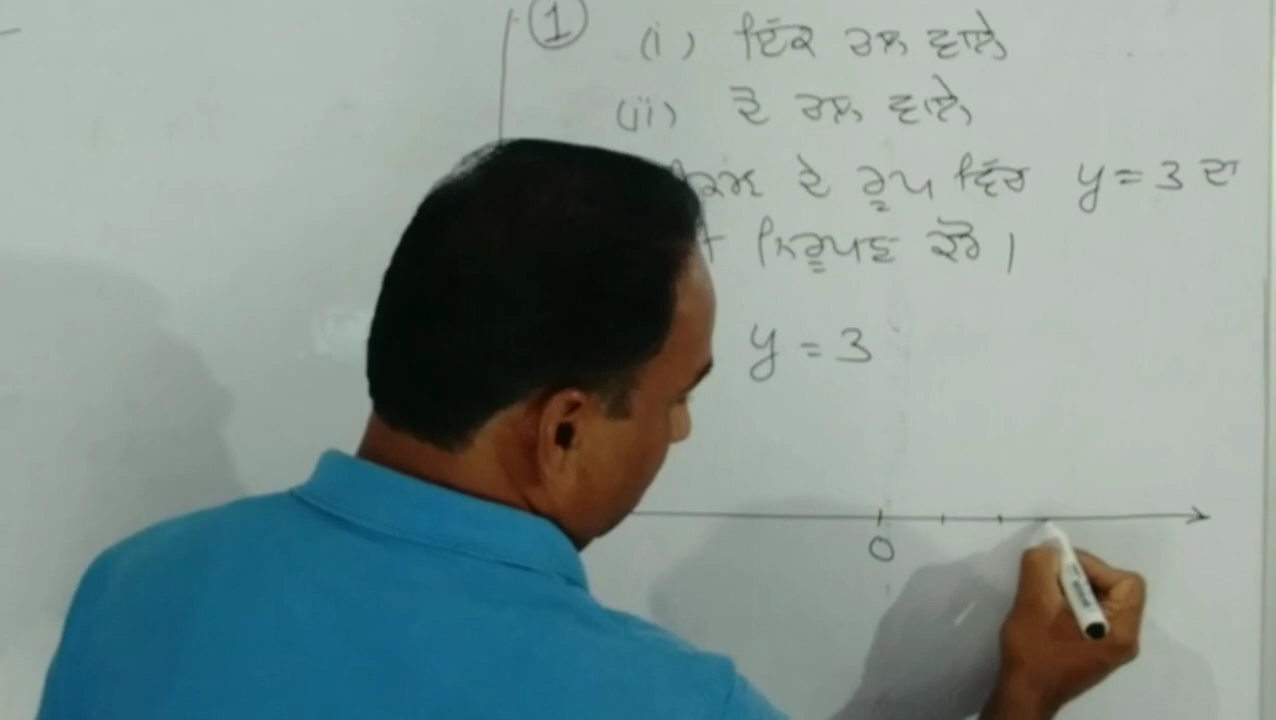 ① (i) ਇੱਕ ਚਲ ਵਾਲੇ
(ii) ਦੋ ਚਲ ਵਾਲੇ
ਦੇ ਰੂਪ ਵਿੱਚ y = 3 ਦਾ
ਨਿਰੂਪਣ ਕਰੋ।
y = 3
0